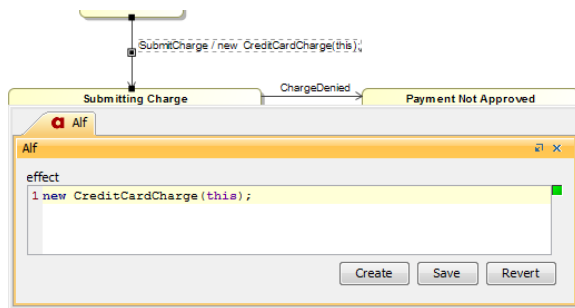 SubmitCharge / new CreditCardCharge(this);
ChargeDenied
Submitting Charge
Payment Not Approved
a Alf
Alf
effect
1 new CreditCardCharge(this);
Create Save Revert